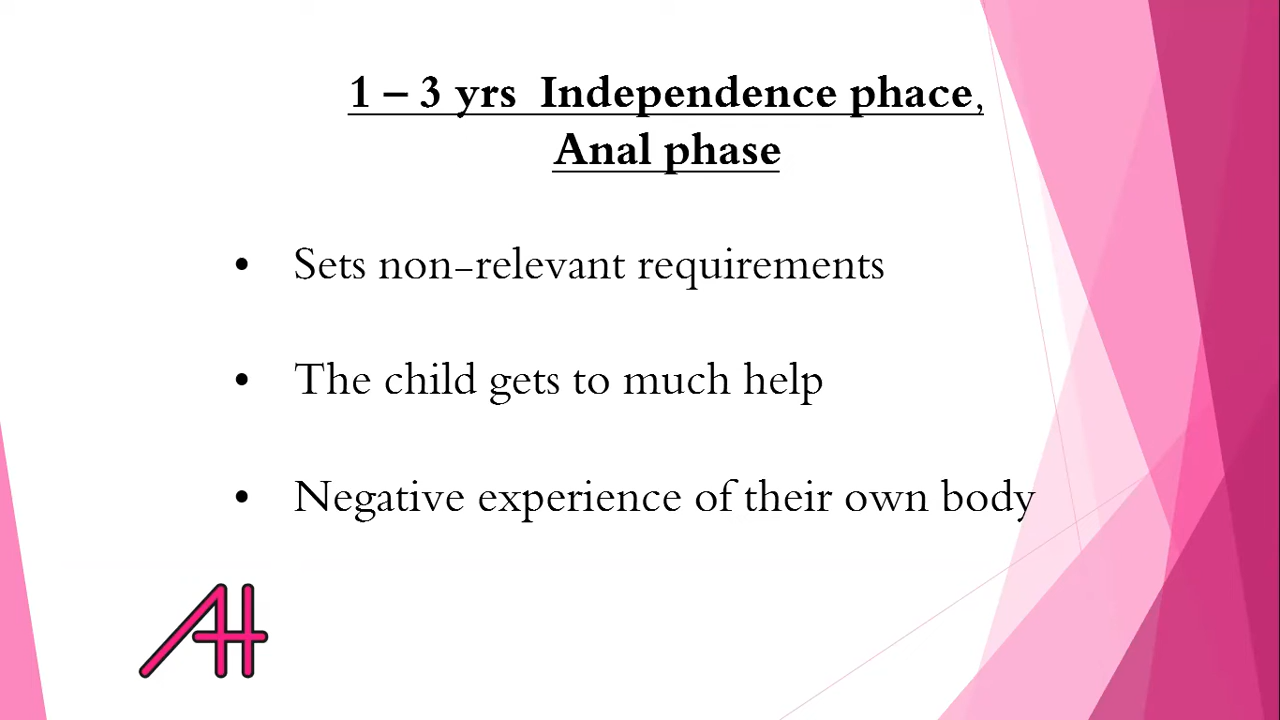 1 – 3 yrs Independence phace,
Anal phase
• Sets non-relevant requirements
• The child gets to much help
• Negative experience of their own body
AH